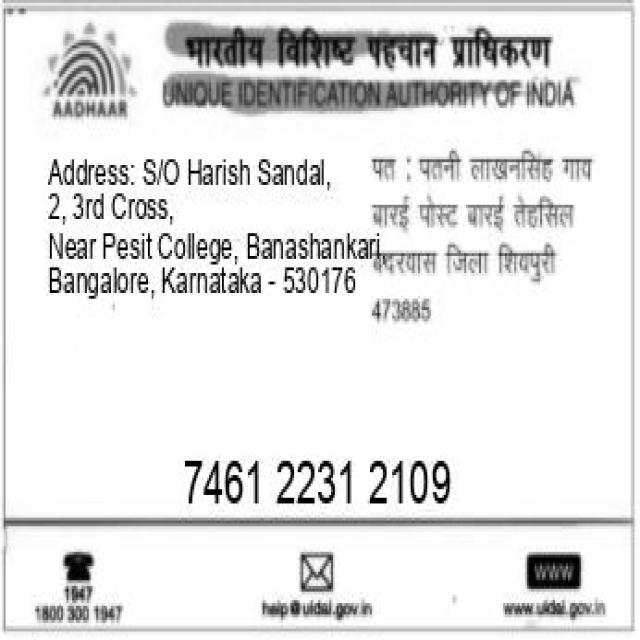 भारतीय विशिष्ट पहचान प्राधिकरण
AADHAAR
UNIQUE IDENTIFICATION AUTHORITY OF INDIA
Address: S/O Harish Sandal,
2, 3rd Cross,
Near Pesit College, Banashankari
Bangalore, Karnataka - 530176
पत : पतनी लाखनसिंह गाय
बारई पोस्ट बारई तेहसिल
बदरवास जिला शिवपुरी
473885
7461 2231 2109
1947
1800 300 1947
help@uidai.gov.in
WWW
www.uidai.gov.in